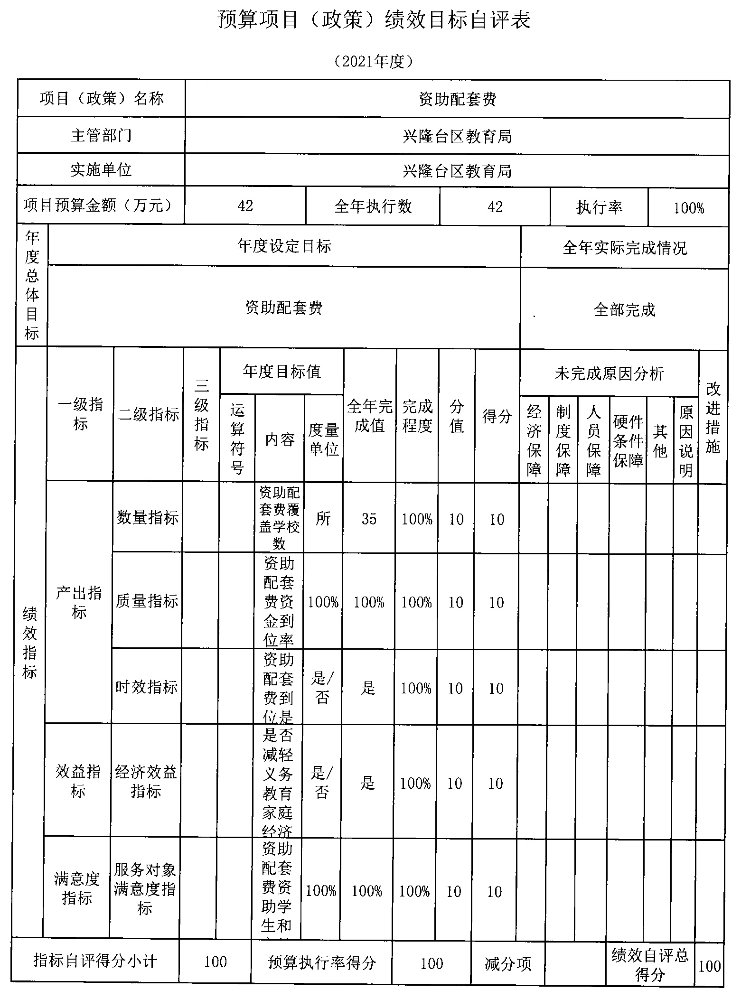 预算项目（政策）绩效目标自评表
（2021年度）
项目（政策）名称 资助配套费
主管部门 兴隆台区教育局
实施单位 兴隆台区教育局
项目预算金额（万元） 42 全年执行数 42 执行率 100%
年度总体目标
年度设定目标 全年实际完成情况
资助配套费 全部完成
绩效指标
一级指标
二级指标
三级指标
年度目标值
运算符号
内容
度量单位
全年完成值
完成程度
分值
得分
未完成原因分析
经济保障
制度保障
人员保障
硬件条件保障
其他
原因说明
改进措施
产出指标
数量指标 资助配套费覆盖学校数 所 35 100% 10 10
质量指标 资助配套费资金到位率 100% 100% 100% 10 10
时效指标 资助配套费到位是 是/否 是 100% 10 10
效益指标 经济效益指标 是否减轻义务教育家庭经济 是/否 是 100% 10 10
满意度指标 服务对象满意度指标 资助配套费资助学生和 100% 100% 100% 10 10
指标自评得分小计 100 预算执行率得分 100 减分项 绩效自评总得分 100